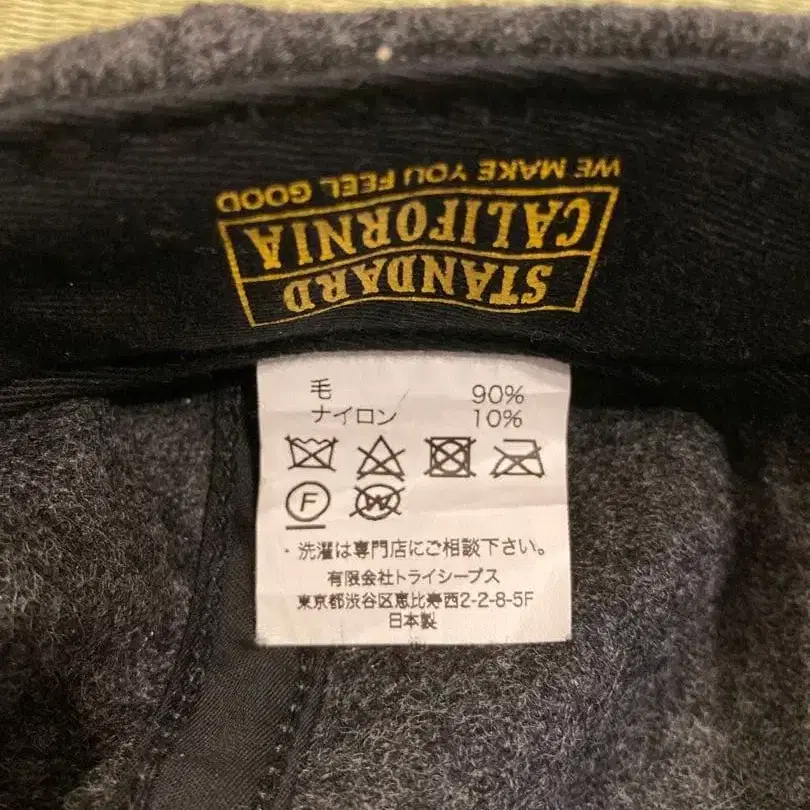 WE MAKE YOU FEEL GOOD
STANDARD
CALIFORNIA
毛 90%
ナイロン 10%
F
W
・洗濯は専門店にご相談下さい。
有限会社トライシープス
東京都渋谷区恵比寿西2-2-8-5F
日本製